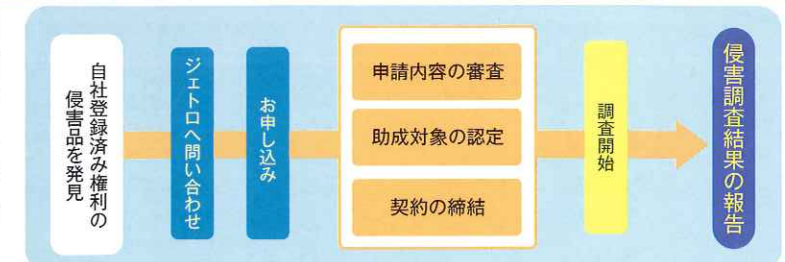 自社登録済み権利の
侵害品を発見
ジェトロへ問い合わせ
お申し込み
申請内容の審査
助成対象の認定
契約の締結
調査開始
侵害調査結果の報告